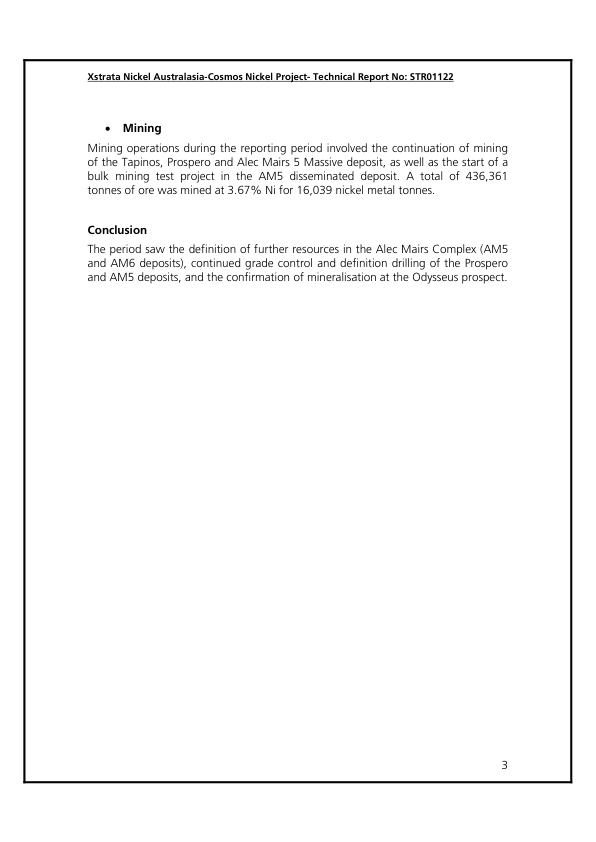 Xstrata Nickel Australasia-Cosmos Nickel Project- Technical Report No: STR01122
• Mining
Mining operations during the reporting period involved the continuation of mining
of the Tapinos, Prospero and Alec Mairs 5 Massive deposit, as well as the start of a
bulk mining test project in the AM5 disseminated deposit. A total of 436,361
tonnes of ore was mined at 3.67% Ni for 16,039 nickel metal tonnes.
Conclusion
The period saw the definition of further resources in the Alec Mairs Complex (AM5
and AM6 deposits), continued grade control and definition drilling of the Prospero
and AM5 deposits, and the confirmation of mineralisation at the Odysseus prospect.
3